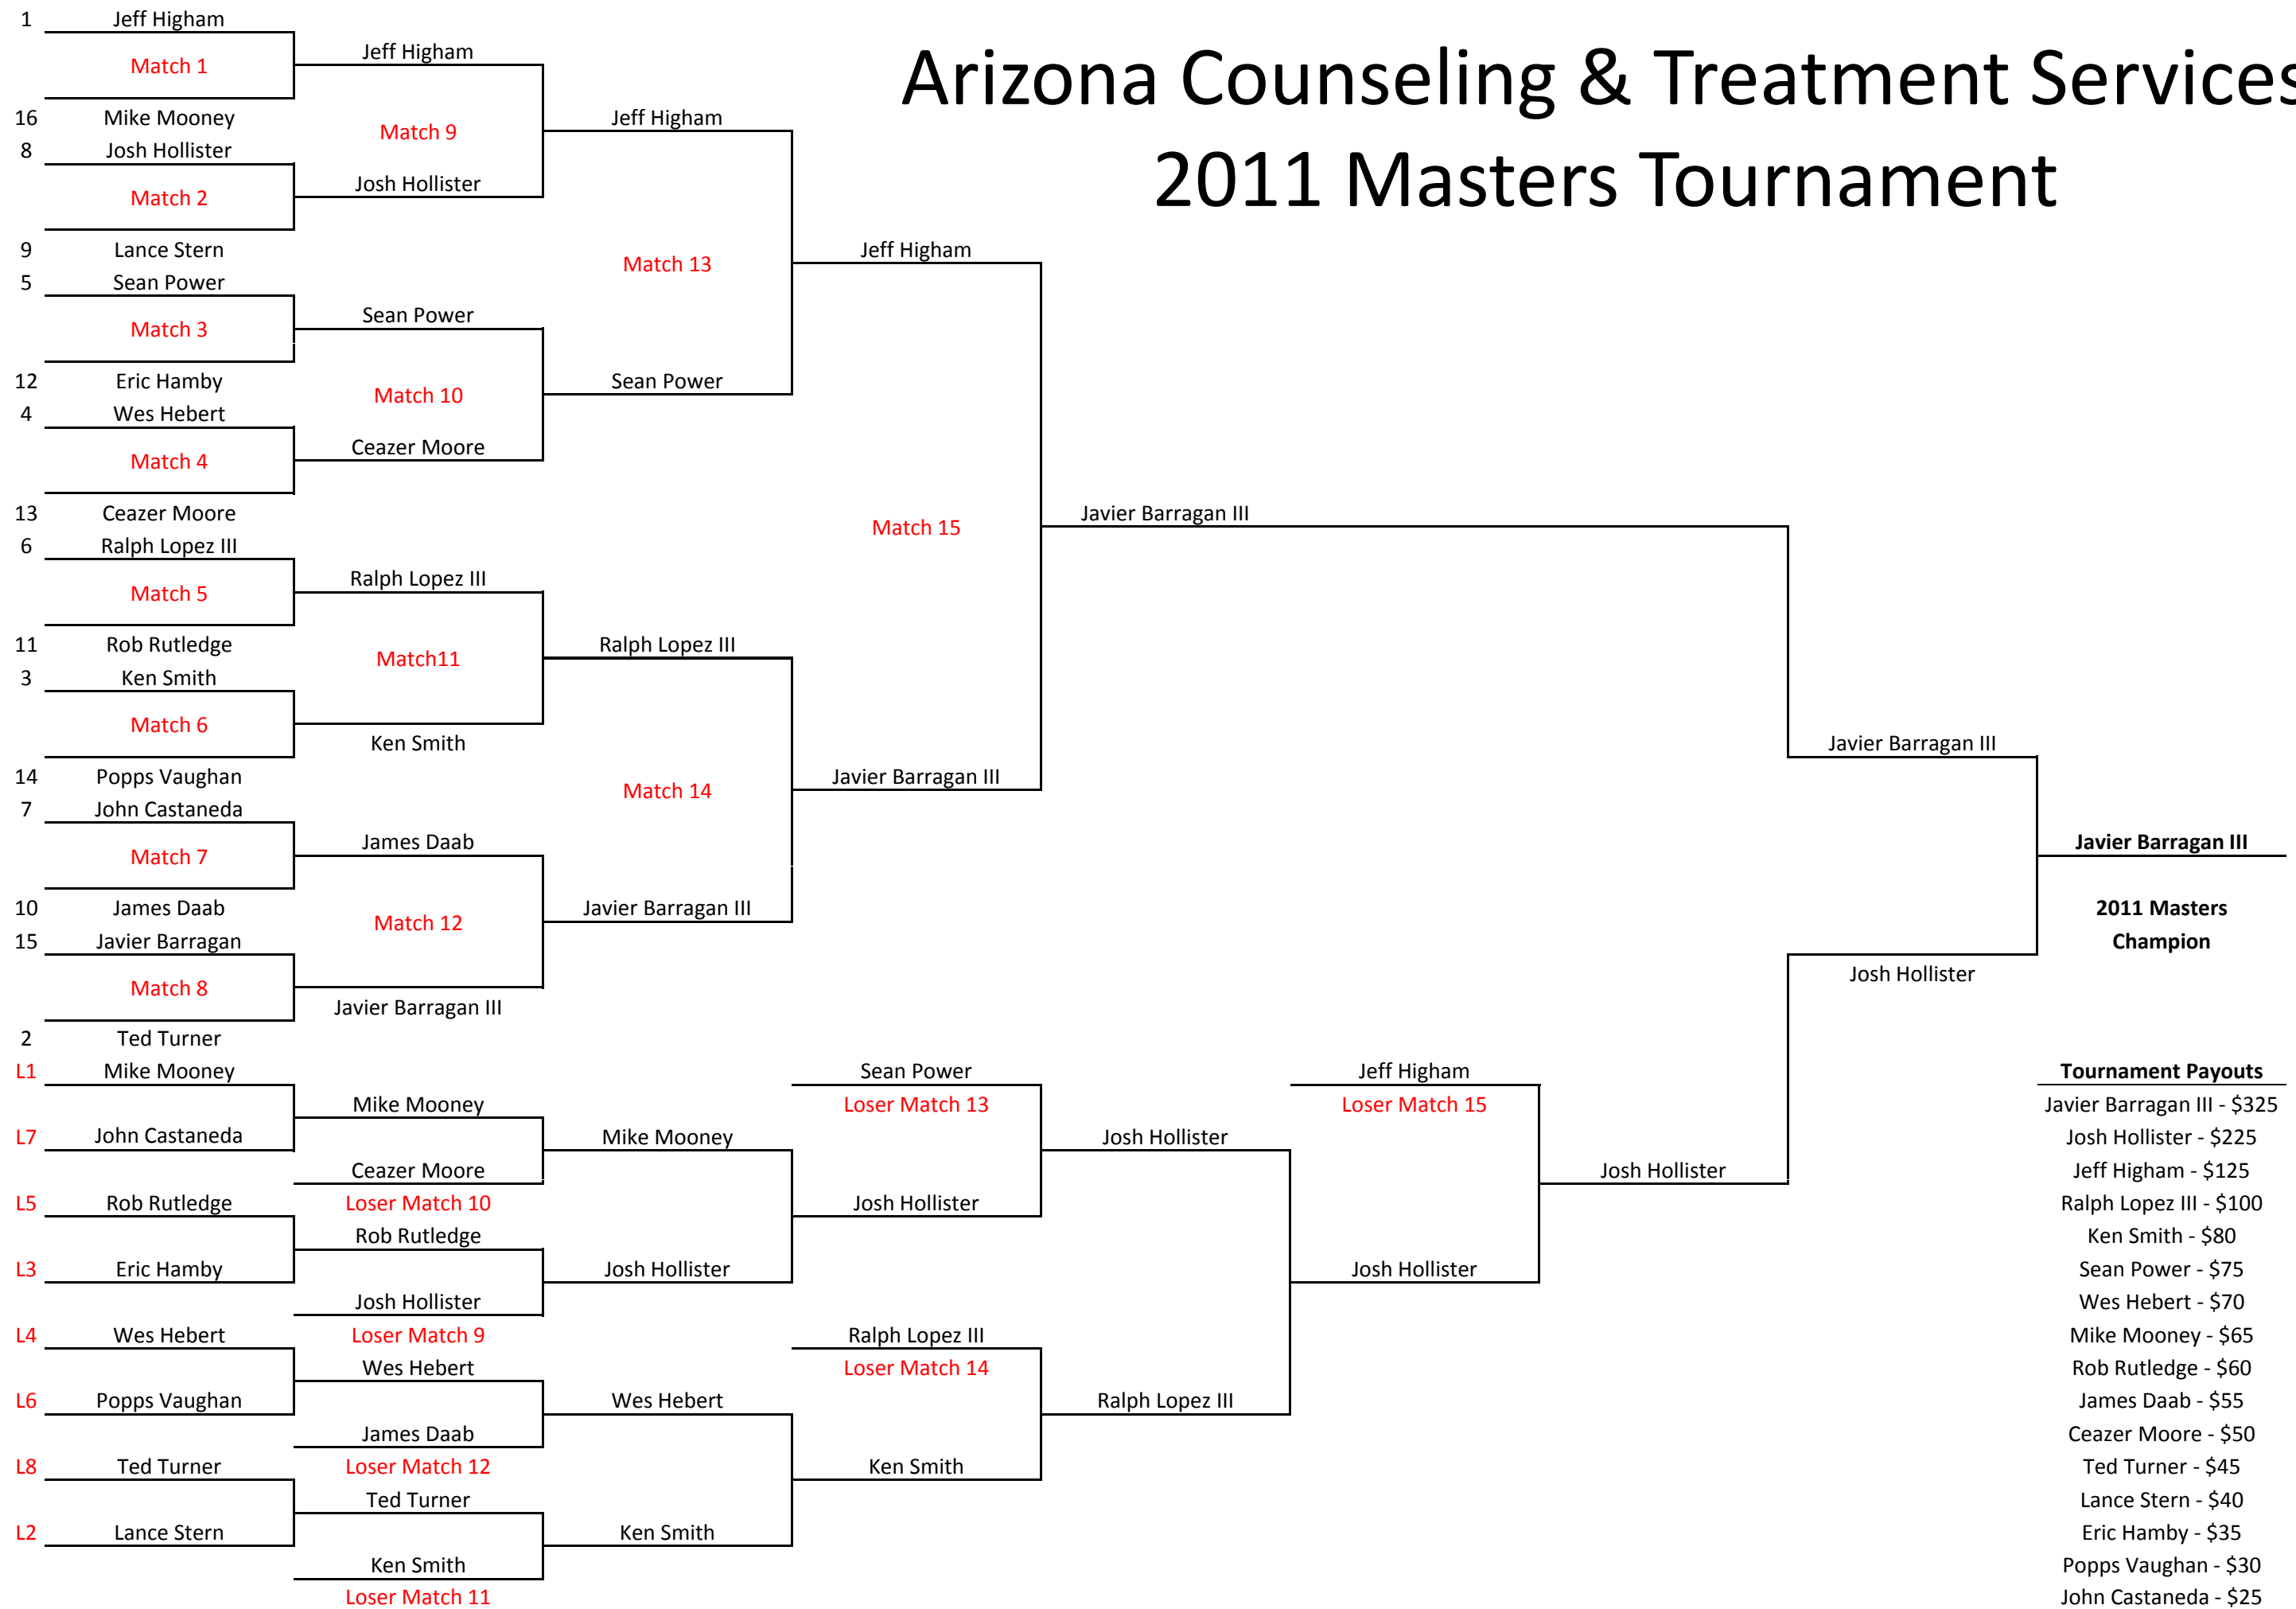 Arizona Counseling & Treatment Services
2011 Masters Tournament
1 Jeff Higham
Jeff Higham
Match 1
16 Mike Mooney Jeff Higham
Match 9
8 Josh Hollister
Josh Hollister
Match 2
9 Lance Stern Jeff Higham
Match 13
5 Sean Power
Sean Power
Match 3
12 Eric Hamby Sean Power
Match 10
4 Wes Hebert
Ceazer Moore
Match 4
13 Ceazer Moore Javier Barragan III
Match 15
6 Ralph Lopez III
Ralph Lopez III
Match 5
11 Rob Rutledge Ralph Lopez III
Match11
3 Ken Smith
Match 6
Ken Smith Javier Barragan III
14 Popps Vaughan Javier Barragan III
Match 14
7 John Castaneda
James Daab Javier Barragan III
Match 7
10 James Daab Javier Barragan III 2011 Masters
Match 12
15 Javier Barragan Champion
Josh Hollister
Match 8
Javier Barragan III
2 Ted Turner
L1 Mike Mooney Sean Power Jeff Higham Tournament Payouts
Mike Mooney Loser Match 13 Loser Match 15 Javier Barragan III - $325
L7 John Castaneda Mike Mooney Josh Hollister Josh Hollister - $225
Ceazer Moore Josh Hollister Jeff Higham - $125
L5 Rob Rutledge Loser Match 10 Josh Hollister Ralph Lopez III - $100
Rob Rutledge Ken Smith - $80
L3 Eric Hamby Josh Hollister Josh Hollister Sean Power - $75
Josh Hollister Wes Hebert - $70
L4 Wes Hebert Loser Match 9 Ralph Lopez III Mike Mooney - $65
Wes Hebert Loser Match 14 Rob Rutledge - $60
L6 Popps Vaughan Wes Hebert Ralph Lopez III James Daab - $55
James Daab Ceazer Moore - $50
L8 Ted Turner Loser Match 12 Ken Smith Ted Turner - $45
Ted Turner Lance Stern - $40
L2 Lance Stern Ken Smith Eric Hamby - $35
Ken Smith Popps Vaughan - $30
Loser Match 11 John Castaneda - $25